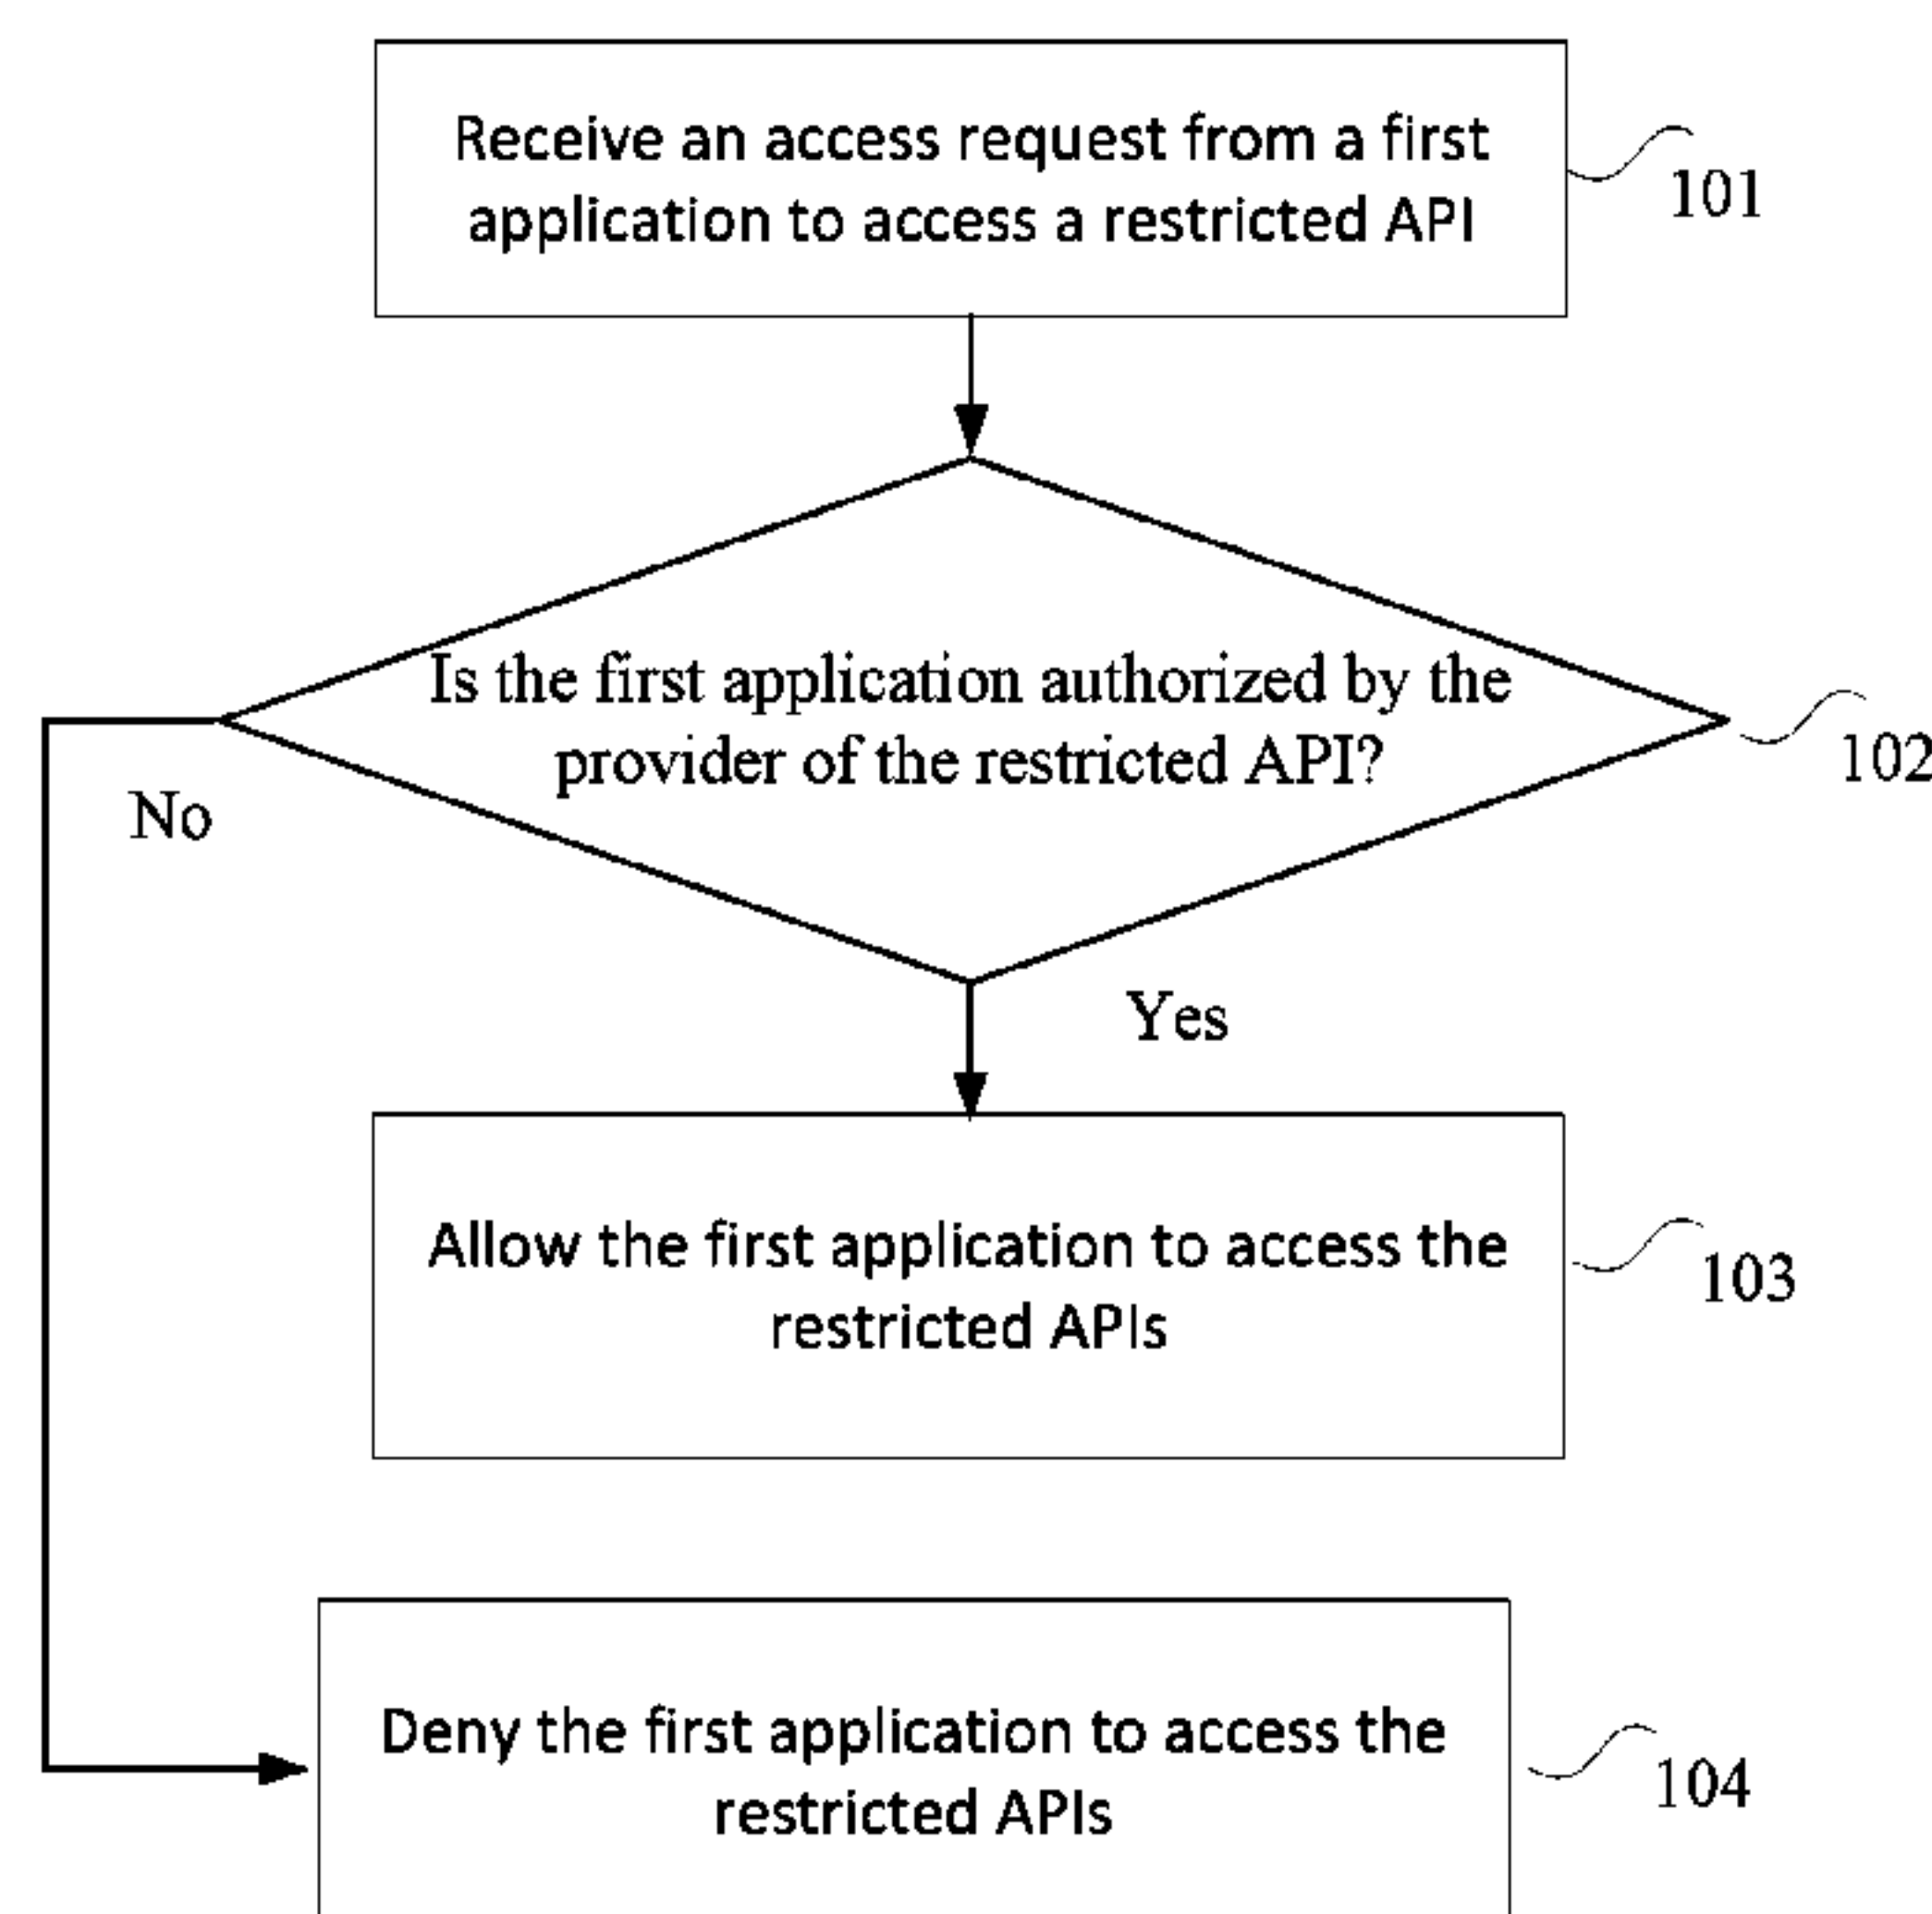 Receive an access request from a first
application to access a restricted API
101
Is the first application authorized by the
provider of the restricted API?
102
No
Yes
Allow the first application to access the
restricted APIs
103
Deny the first application to access the
restricted APIs
104